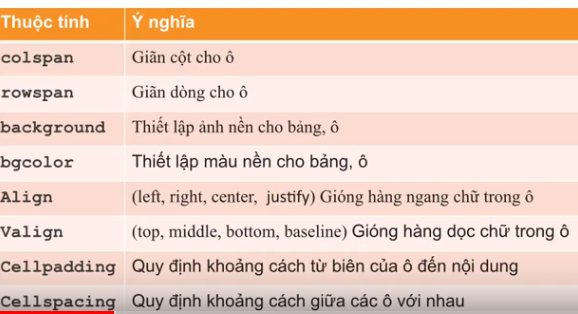 Thuộc tính Ý nghĩa
colspan Giãn cột cho ô
rowspan Giãn dòng cho ô
background Thiết lập ảnh nền cho bảng, ô
bgcolor Thiết lập màu nền cho bảng, ô
Align (left, right, center, justify) Gióng hàng ngang chữ trong ô
Valign (top, middle, bottom, baseline) Gióng hàng dọc chữ trong ô
Cellpadding Quy định khoảng cách từ biên của ô đến nội dung
Cellspacing Quy định khoảng cách giữa các ô với nhau